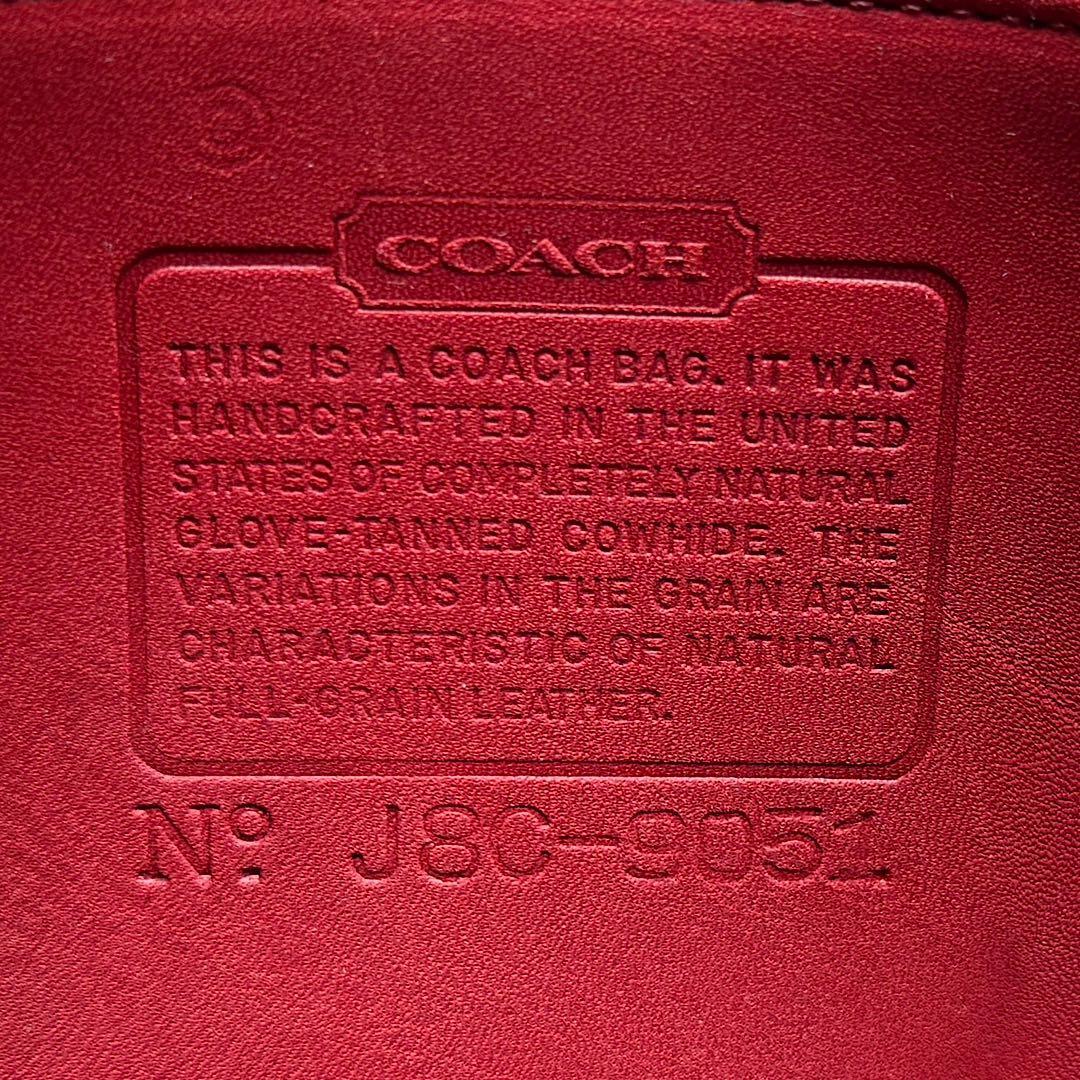 COACH
THIS IS A COACH BAG. IT WAS
HANDCRAFTED IN THE UNITED
STATES OF COMPLETELY NATURAL
GLOVE-TANNED COWHIDE. THE
VARIATIONS IN THE GRAIN ARE
CHARACTERISTIC OF NATURAL
FULL-GRAIN LEATHER.
Nº J8C-9051